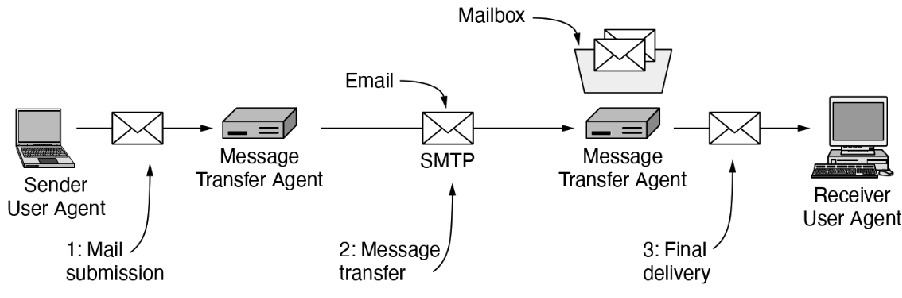 Mailbox
Email
Sender
User Agent
Message
Transfer Agent
SMTP
Message
Transfer Agent
Receiver
User Agent
1: Mail
submission
2: Message
transfer
3: Final
delivery